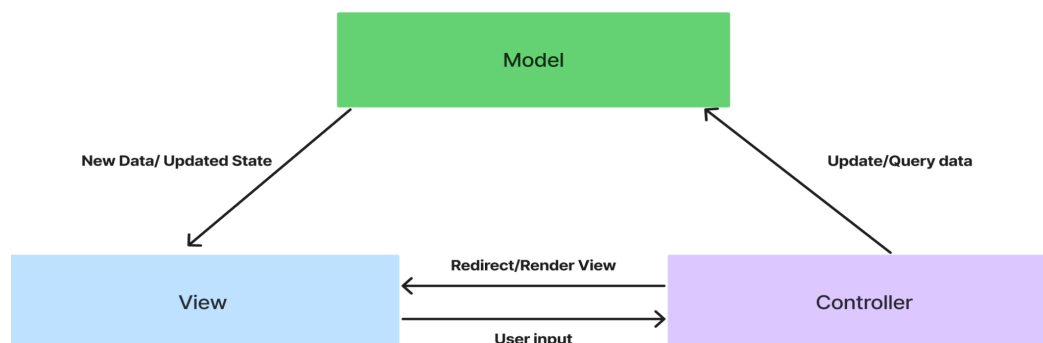 Model
New Data/ Updated State
Update/Query data
Redirect/Render View
View
Controller
User input